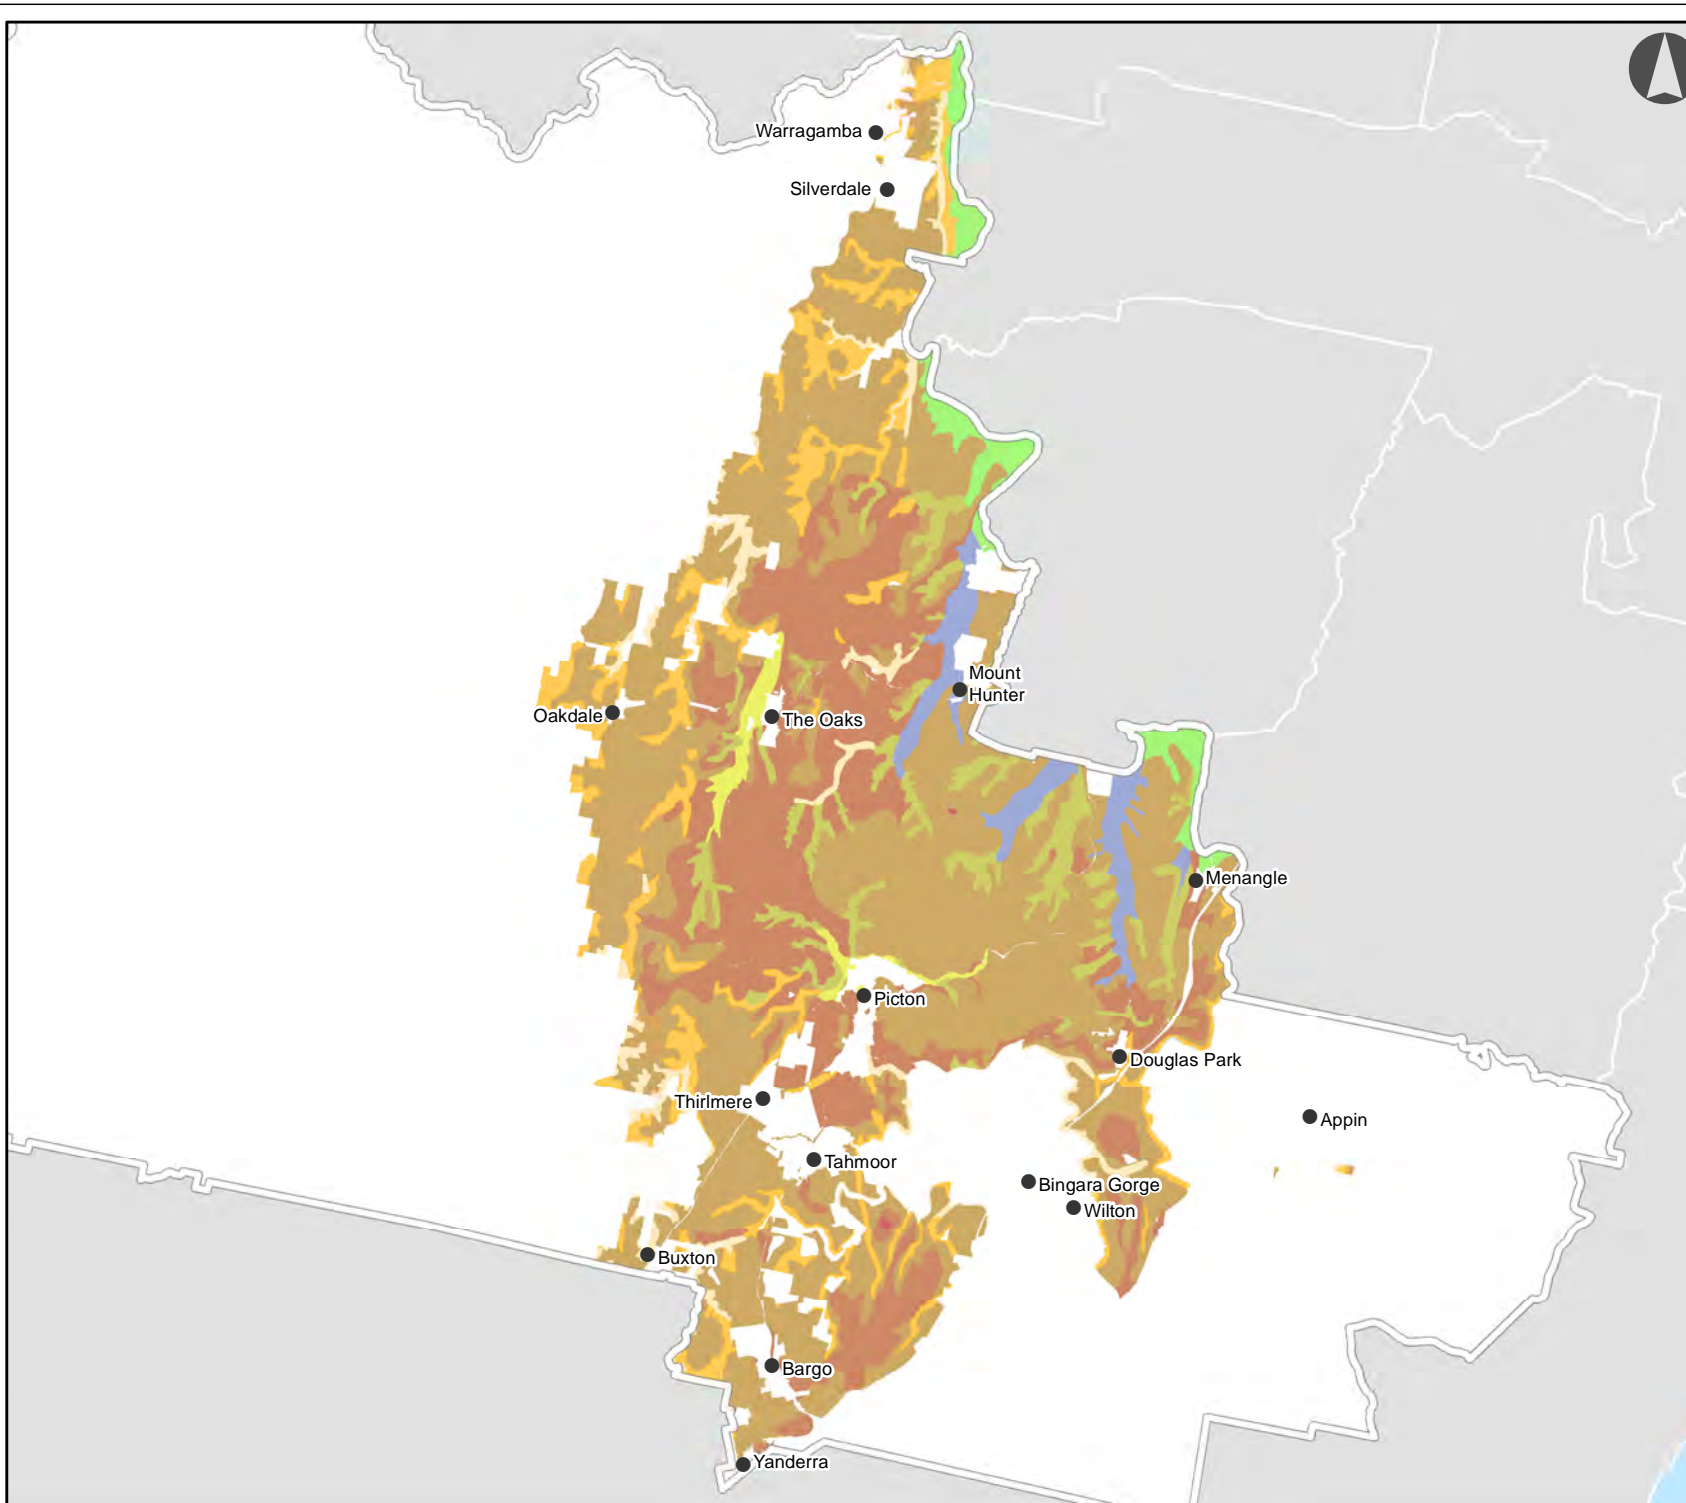 Warragamba
Silverdale
Mount
Hunter
Oakdale
The Oaks
Menangle
Picton
Douglas Park
Thirlmere
Appin
Tahmoor
Bingara Gorge
Wilton
Buxton
Bargo
Yanderra